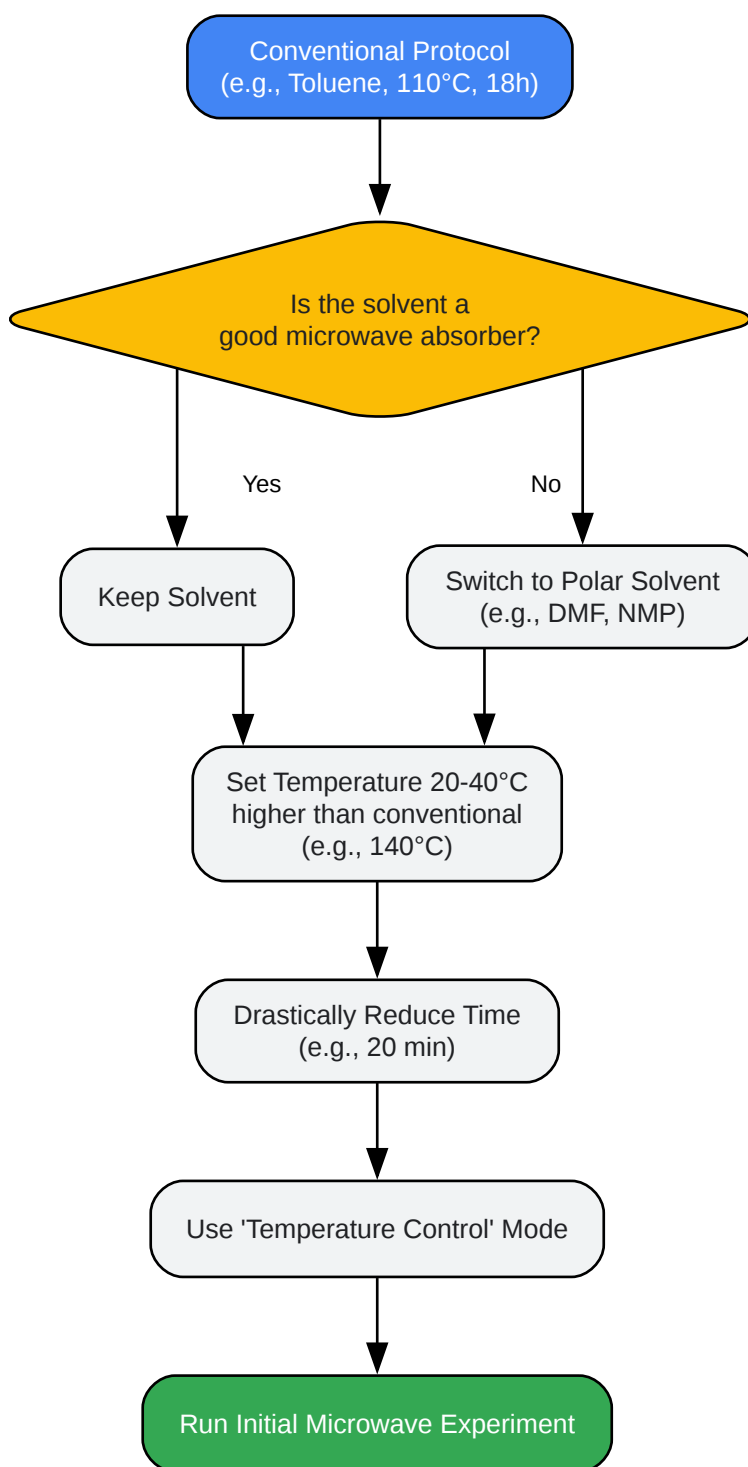 Conventional Protocol
(e.g., Toluene, 110°C, 18h)
Is the solvent a
good microwave absorber?
Yes
No
Keep Solvent
Switch to Polar Solvent
(e.g., DMF, NMP)
Set Temperature 20-40°C
higher than conventional
(e.g., 140°C)
Drastically Reduce Time
(e.g., 20 min)
Use 'Temperature Control' Mode
Run Initial Microwave Experiment